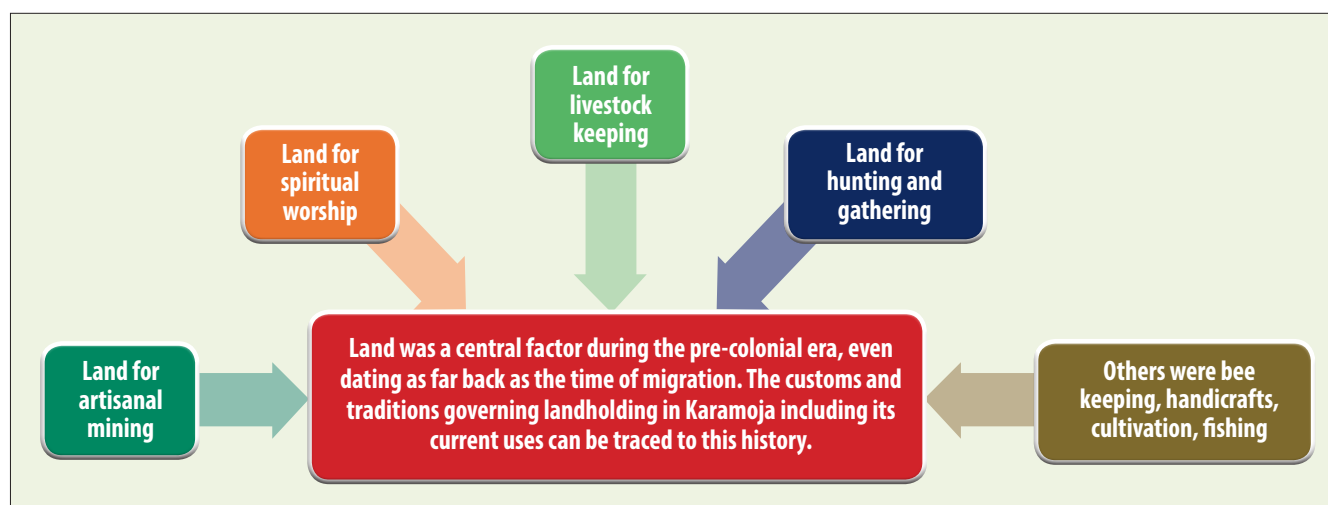 Land for
livestock
keeping
Land for
spiritual
worship
Land for
hunting and
gathering
Land for
artisanal
mining
Land was a central factor during the pre-colonial era, even
dating as far back as the time of migration. The customs and
traditions governing landholding in Karamoja including its
current uses can be traced to this history.
Others were bee
keeping, handicrafts,
cultivation, fishing